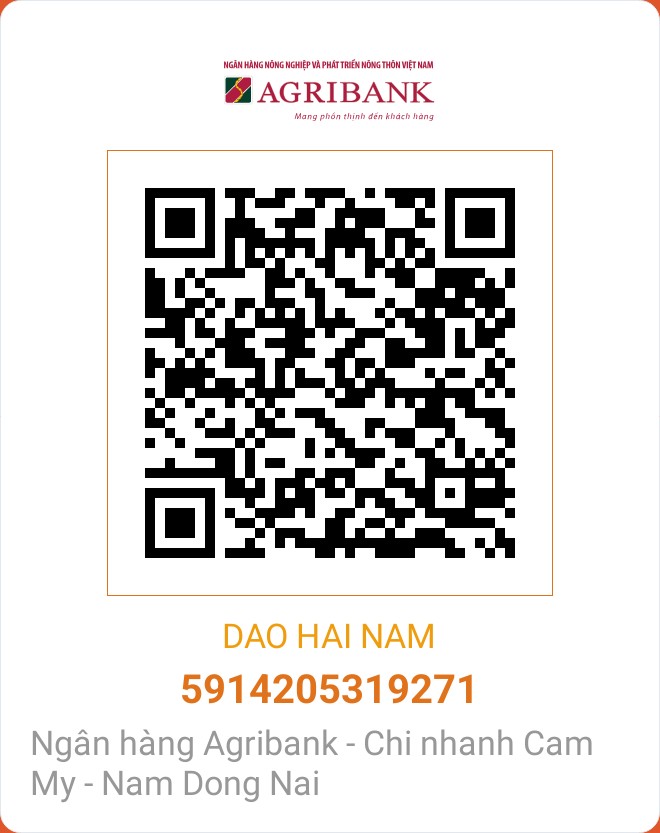 NGÂN HÀNG NÔNG NGHIỆP VÀ PHÁT TRIỂN NÔNG THÔN VIỆT NAM
AGRIBANK
Mang phồn thịnh đến khách hàng
DAO HAI NAM
5914205319271
Ngân hàng Agribank - Chi nhanh Cam
My - Nam Dong Nai